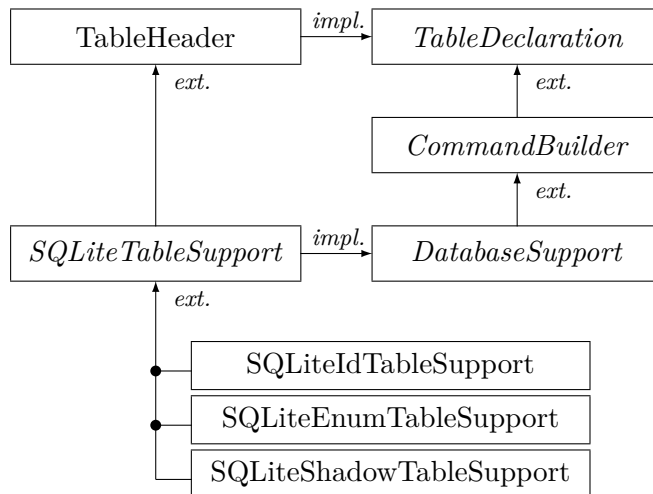 TableHeader impl. TableDeclaration
ext. ext.
CommandBuilder
ext.
SQLiteTableSupport impl. DatabaseSupport
ext.
SQLiteIdTableSupport
SQLiteEnumTableSupport
SQLiteShadowTableSupport